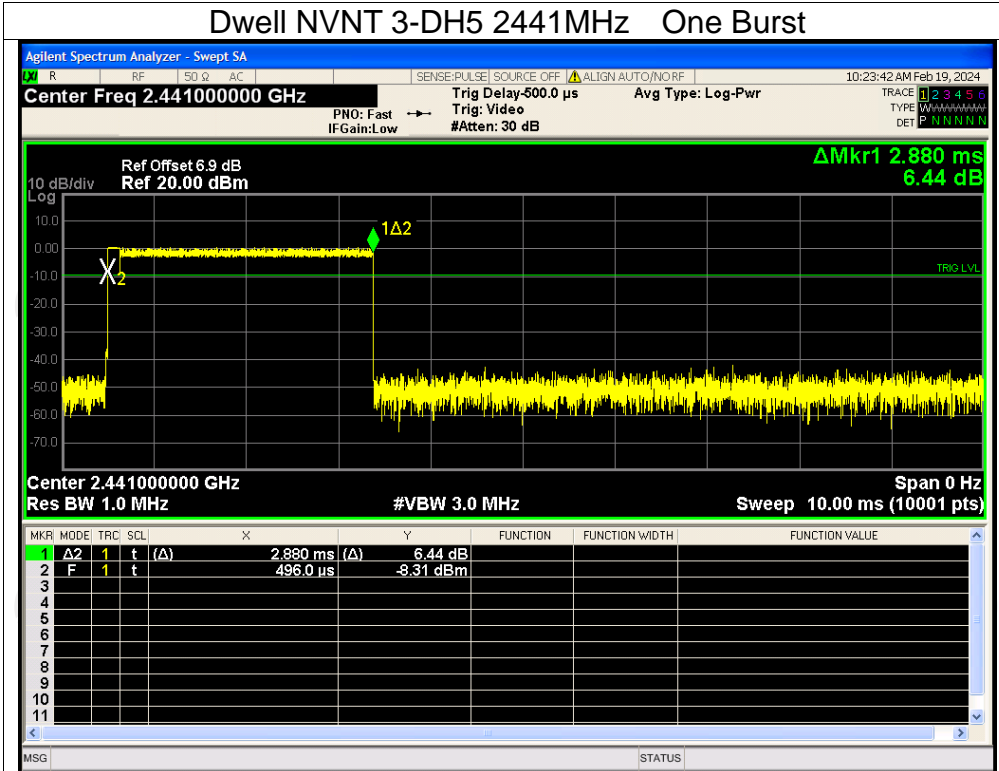 Dwell NVNT 3-DH5 2441MHz One Burst
Agilent Spectrum Analyzer - Swept SA
LXI R RF 50 Ω AC SENSE:PULSE SOURCE OFF ALIGN AUTO/NO RF 10:23:42 AM Feb 19, 2024
Center Freq 2.441000000 GHz
Trig Delay-500.0 µs Avg Type: Log-Pwr
TRACE 1 2 3 4 5 6
PNO: Fast
Trig: Video
TYPE W
IFGain:Low
#Atten: 30 dB
DET P N N N N N
ΔMkr1 2.880 ms
6.44 dB
Ref Offset 6.9 dB
10 dB/div Ref 20.00 dBm
Log
10.0
1Δ2
0.00
2
TRIG LVL
-10.0
-20.0
-30.0
-40.0
-50.0
-60.0
-70.0
Center 2.441000000 GHz Span 0 Hz
Res BW 1.0 MHz #VBW 3.0 MHz Sweep 10.00 ms (10001 pts)
MKR MODE TRC SCL X Y FUNCTION FUNCTION WIDTH FUNCTION VALUE
1 Δ2 1 t (Δ) 2.880 ms (Δ) 6.44 dB
2 F 1 t 496.0 µs -8.31 dBm
3
4
5
6
7
8
9
10
11
MSG STATUS